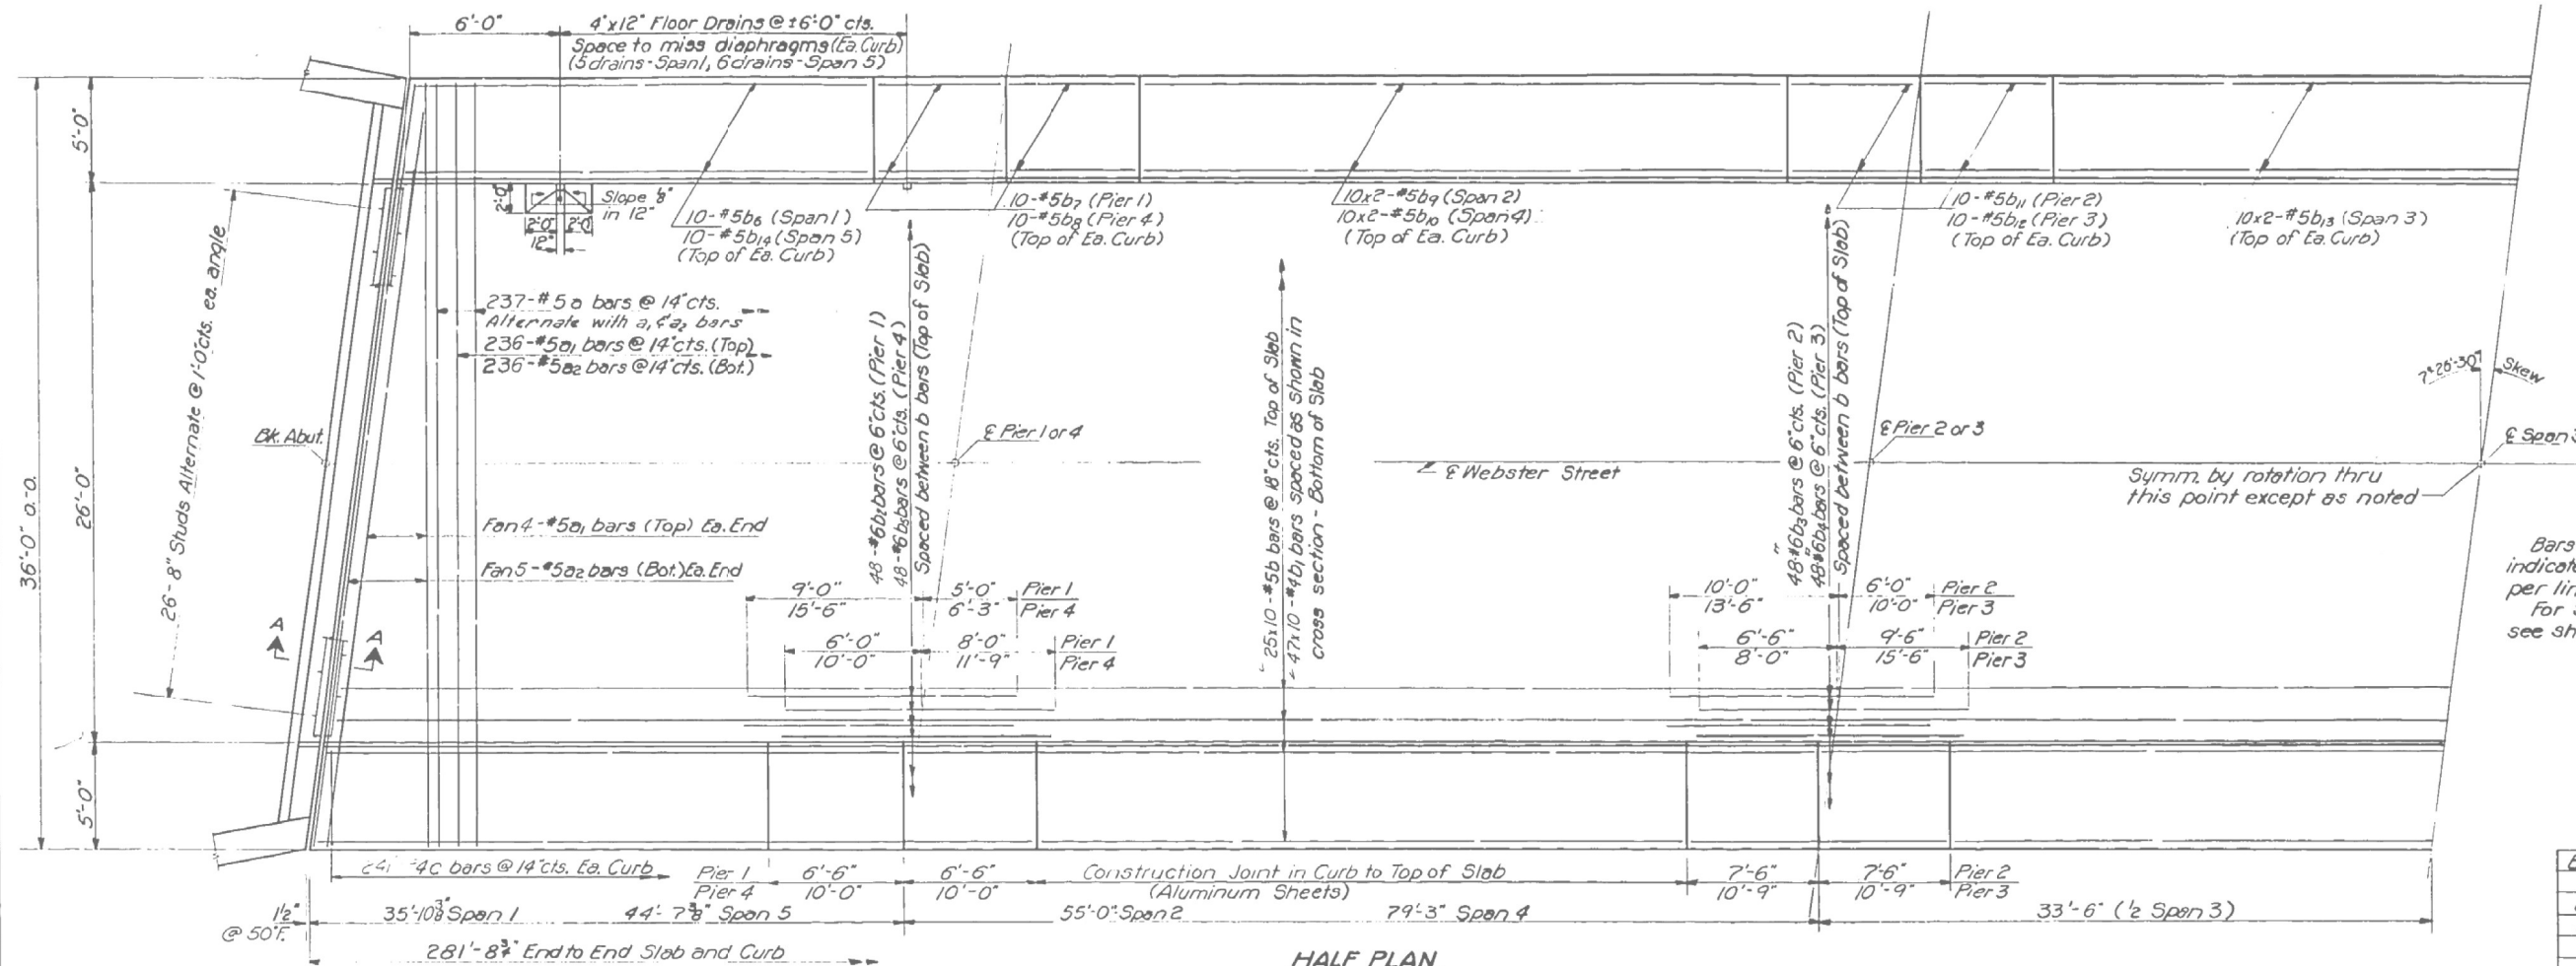 6'-0"
4"x12" Floor Drains @ ±6'-0" cts.
Space to miss diaphragms (Ea. Curb)
(5 drains-Span 1, 6 drains-Span 5)
5'-0"
26'-0"
5'-0"
36'-0" o.-o.
26-8" Studs Alternate @ 1'-0" cts. ea. angle
Bk. Abut.
A
A
2'-0"
2'-0"
2'-0"
12"
Slope 1/8"
in 12"
10-#5b6 (Span 1)
10-#5b14 (Span 5)
(Top of Ea. Curb)
10-#5b7 (Pier 1)
10-#5b8 (Pier 4)
(Top of Ea. Curb)
10x2-#5b9 (Span 2)
10x2-#5b10 (Span 4)
(Top of Ea. Curb)
10-#5b11 (Pier 2)
10-#5b12 (Pier 3)
(Top of Ea. Curb)
10x2-#5b13 (Span 3)
(Top of Ea. Curb)
237-#5a bars @ 14" cts.
Alternate with a1 & a2 bars
236-#5a1 bars @ 14" cts. (Top)
236-#5a2 bars @ 14" cts. (Bot.)
48-#6b2 bars @ 6" cts. (Pier 1)
48-#6b5 bars @ 6" cts. (Pier 4)
Spaced between b bars (Top of Slab)
25x10-#5b bars @ 18" cts. Top of Slab
47x10-#4b1 bars spaced as shown in
cross section - Bottom of Slab
48-#6b3 bars @ 6" cts. (Pier 2)
48-#6b4 bars @ 6" cts. (Pier 3)
Spaced between b bars (Top of Slab)
7°26'-30"
Skew
℄ Pier 1 or 4
℄ Webster Street
℄ Pier 2 or 3
℄ Span 3
Symm. by rotation thru
this point except as noted
Fan 4-#5a1 bars (Top) Ea. End
Fan 5-#5a2 bars (Bot.) Ea. End
Bars
per
For
see
9'-0" 5'-0" Pier 1
15'-6" 6'-3" Pier 4
6'-0" 8'-0" Pier 1
10'-0" 11'-9" Pier 4
10'-0" 6'-0" Pier 2
13'-6" 10'-0" Pier 3
6'-6" 9'-6" Pier 2
8'-0" 15'-6" Pier 3
241-#4c bars @ 14" cts. Ea. Curb
Pier 1 6'-6" 6'-6" Construction Joint in Curb to Top of Slab 7'-6" 7'-6" Pier 2
Pier 4 10'-0" 10'-0" (Aluminum Sheets) 10'-9" 10'-9" Pier 3
1½" 35'-10⅜" Span 1 44'-7⅜" Span 5 55'-0" Span 2 79'-3" Span 4 33'-6" (½ Span 3)
@ 50°F.
281'-8¾" End to End Slab and Curb
HALF PLAN